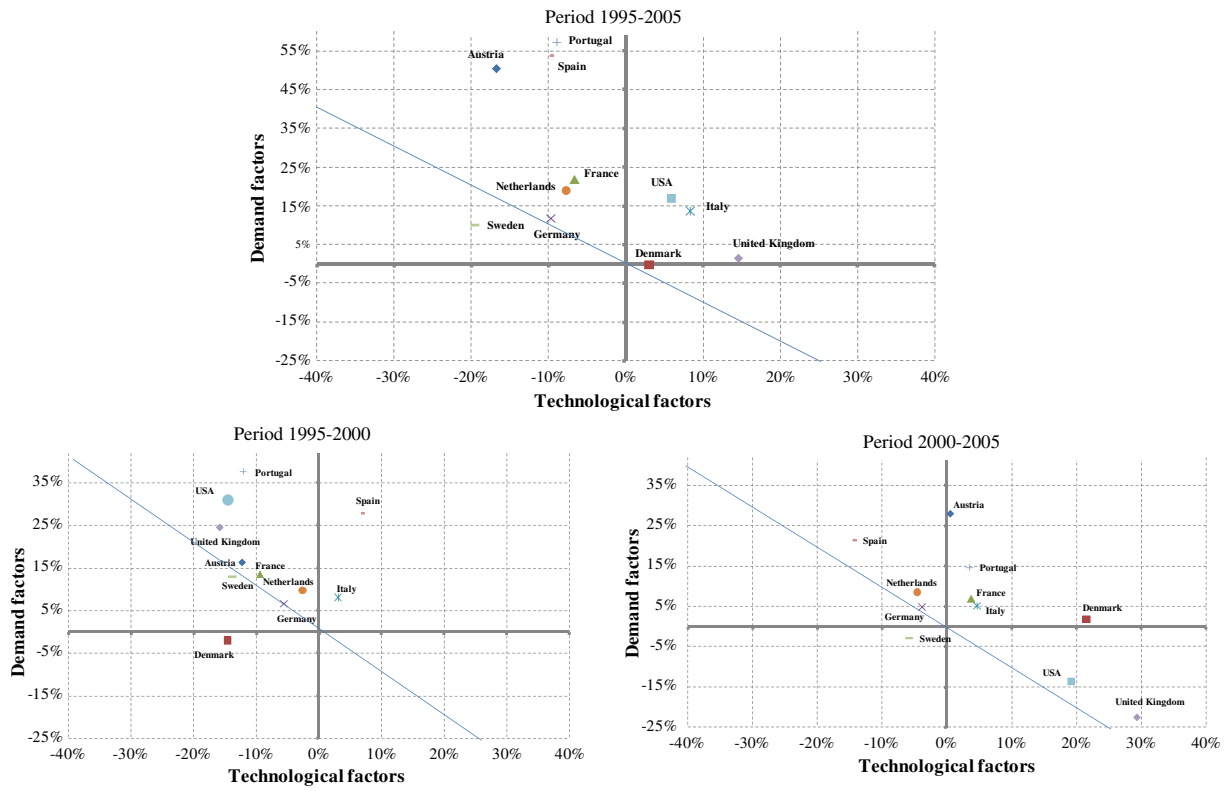 Period 1995-2005
55%
45%
35%
25%
15%
5%
-5%
-15%
-25%
Demand factors
Portugal
Austria
Spain
France
Netherlands
USA
Italy
Sweden
Germany
United Kingdom
Denmark
-40% -30% -20% -10% 0% 10% 20% 30% 40%
Technological factors
Period 1995-2000
35%
25%
15%
5%
-5%
-15%
-25%
Demand factors
Portugal
USA
Spain
United Kingdom
Austria
France
Sweden
Netherlands
Italy
Germany
Denmark
-40% -30% -20% -10% 0% 10% 20% 30% 40%
Technological factors
Period 2000-2005
35%
25%
15%
5%
-5%
-15%
-25%
Demand factors
Austria
Spain
Portugal
Netherlands
France
Denmark
Italy
Germany
Sweden
USA
United Kingdom
-40% -30% -20% -10% 0% 10% 20% 30% 40%
Technological factors